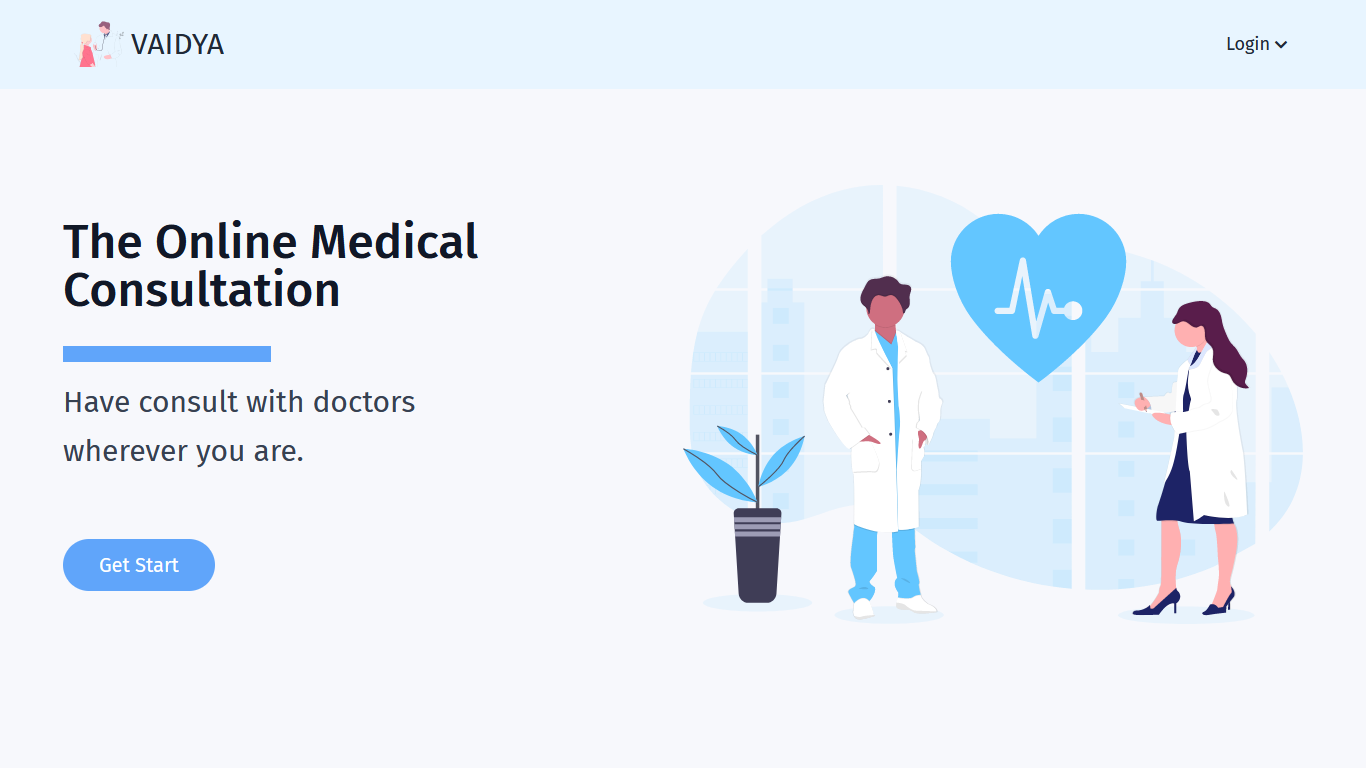 VAIDYA
Login
The Online Medical
Consultation
Have consult with doctors
wherever you are.
Get Start